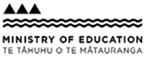 MINISTRY OF EDUCATION
TE TĀHUHU O TE MĀTAURANGA